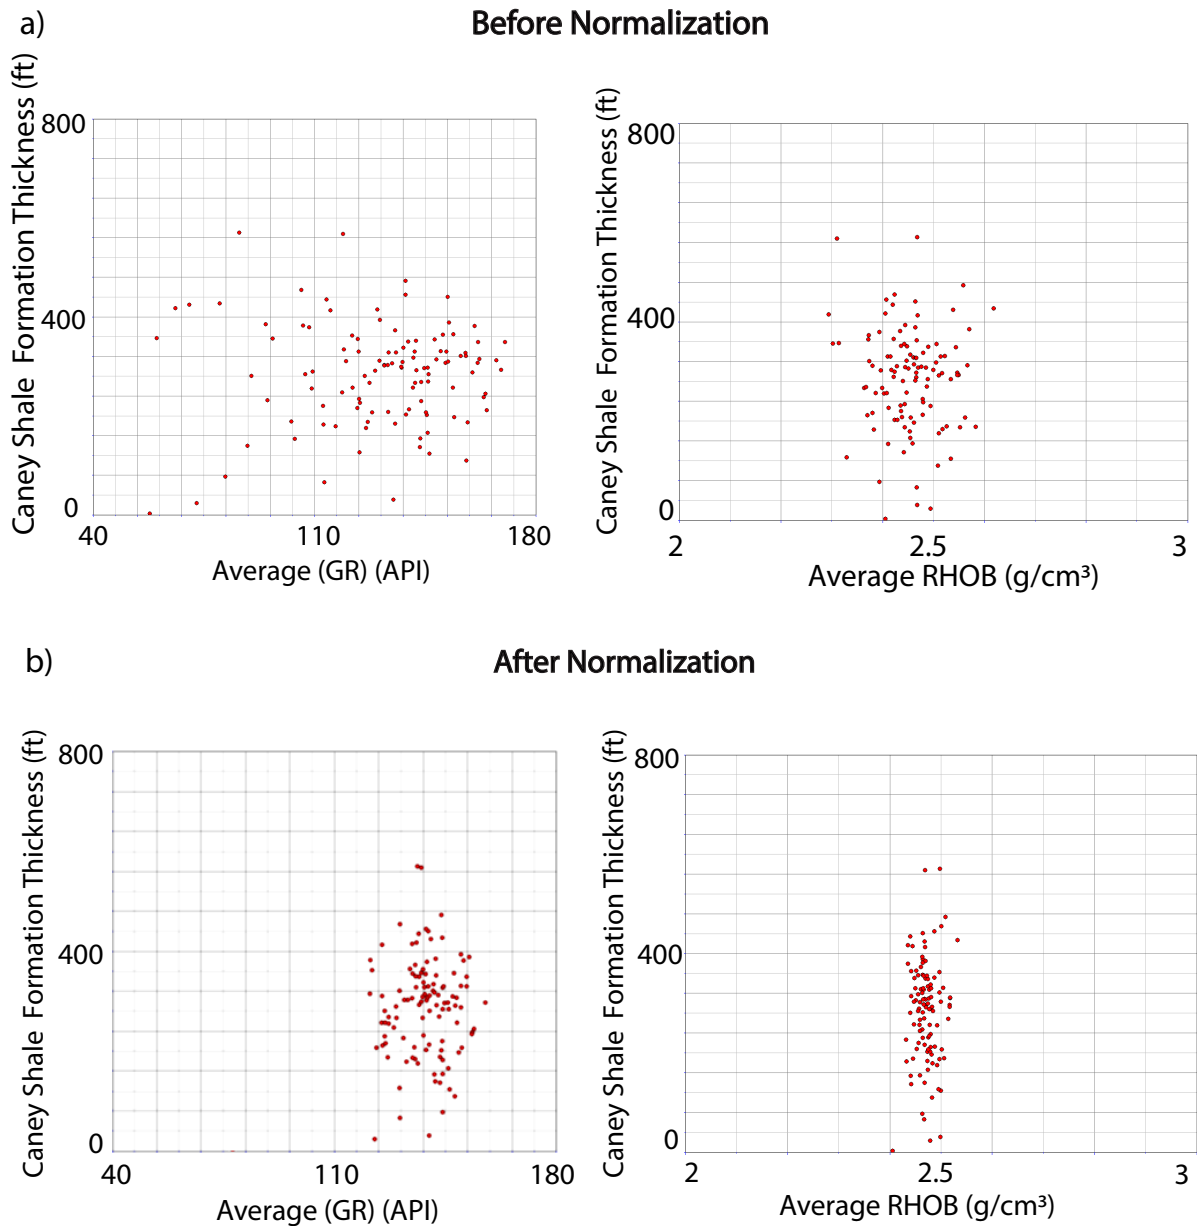 a)
Before Normalization
Caney Shale  Formation Thickness (ft)
800
400
0
40
110
180
Average (GR) (API)
Caney Shale  Formation Thickness (ft)
800
400
0
2
2.5
3
Average RHOB (g/cm³)
b)
After Normalization
Caney Shale  Formation Thickness (ft)
800
400
0
40
110
180
Average (GR) (API)
Caney Shale  Formation Thickness (ft)
800
400
0
2
2.5
3
Average RHOB (g/cm³)